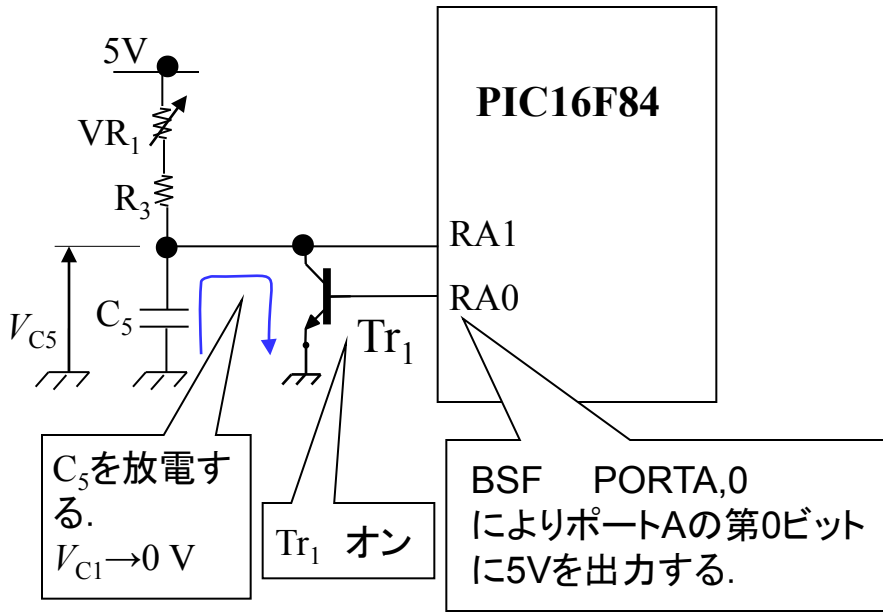 5V
PIC16F84
VR₁
R₃
RA1
RA0
V_C5
C₅
Tr₁
C₅を放電す
る.
V_C1→0 V
Tr₁ オン
BSF PORTA,0
によりポートAの第0ビット
に5Vを出力する.